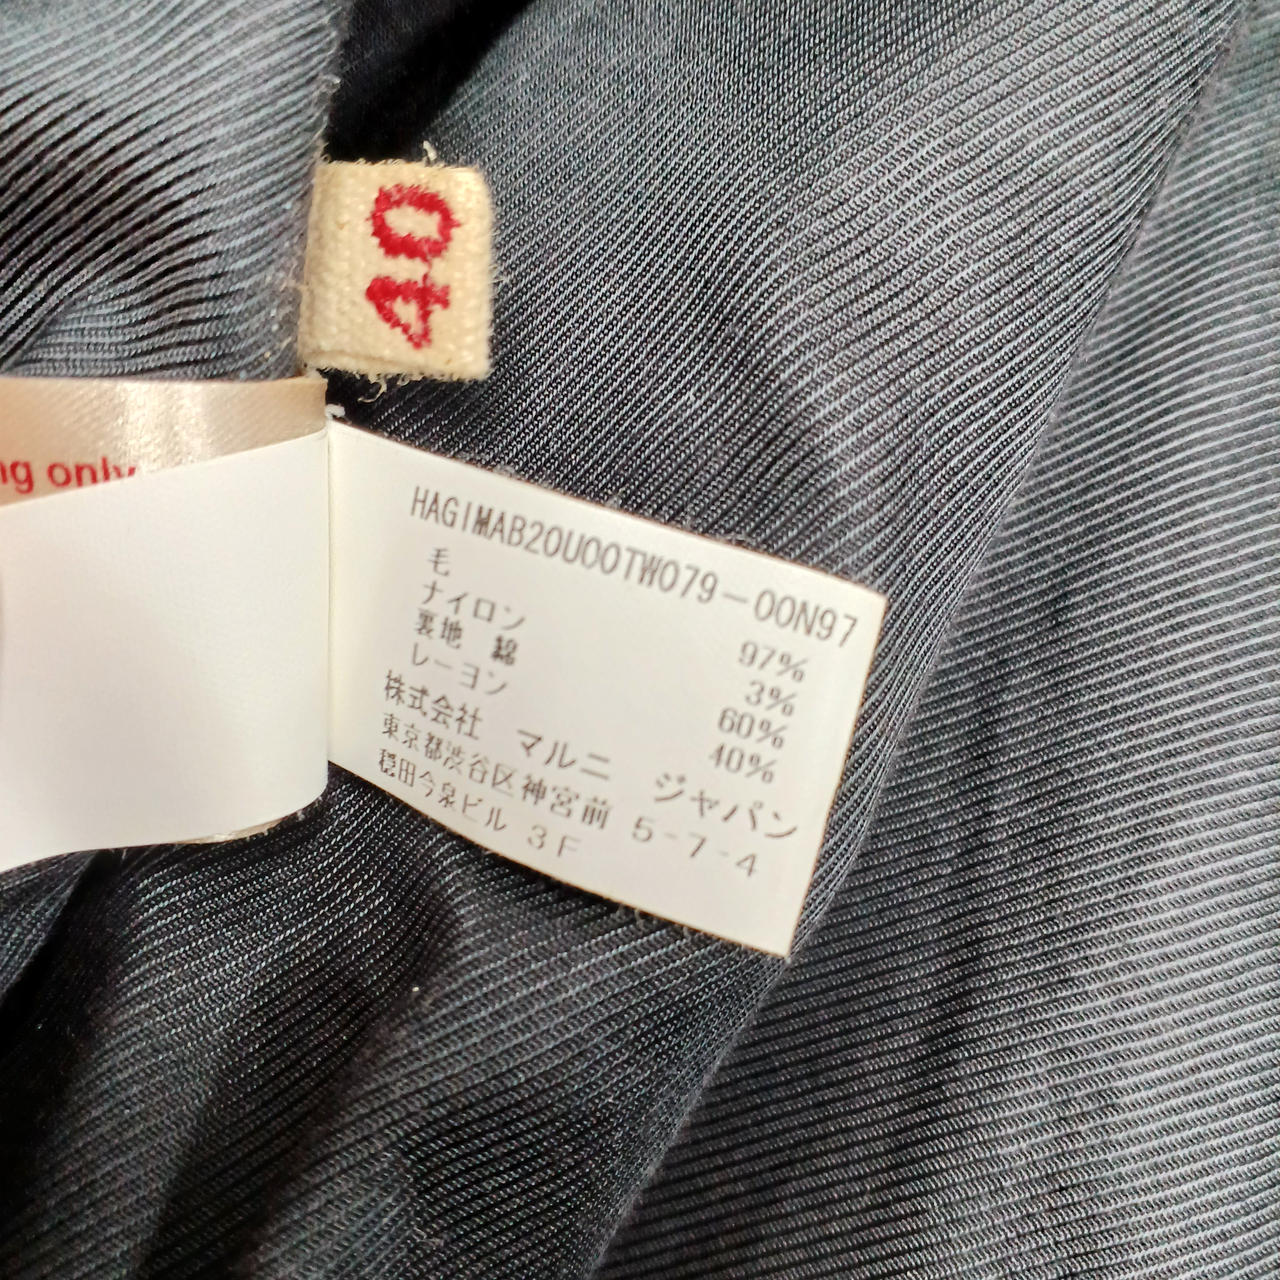 40
ng only
HAGIMAB20U00TW079-00N97
毛 97%
ナイロン 3%
裏地 綿 60%
レーヨン 40%
株式会社 マルニ ジャパン
東京都渋谷区神宮前 5-7-4
穏田今泉ビル 3F